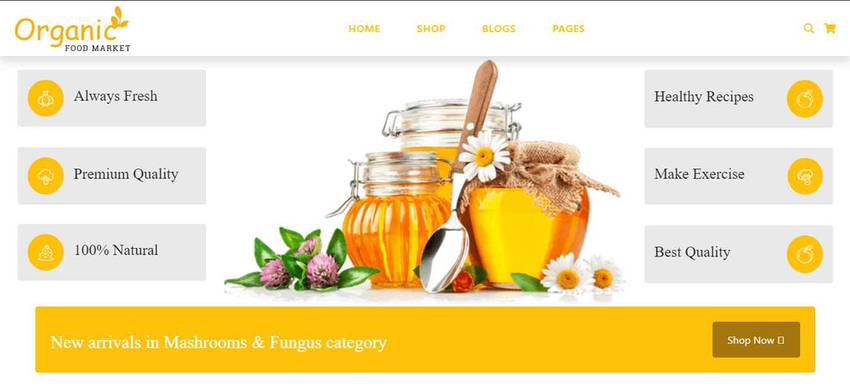 Organic
FOOD MARKET
HOME
SHOP
BLOGS
PAGES
Always Fresh
Premium Quality
100% Natural
Healthy Recipes
Make Exercise
Best Quality
New arrivals in Mashrooms & Fungus category
Shop Now